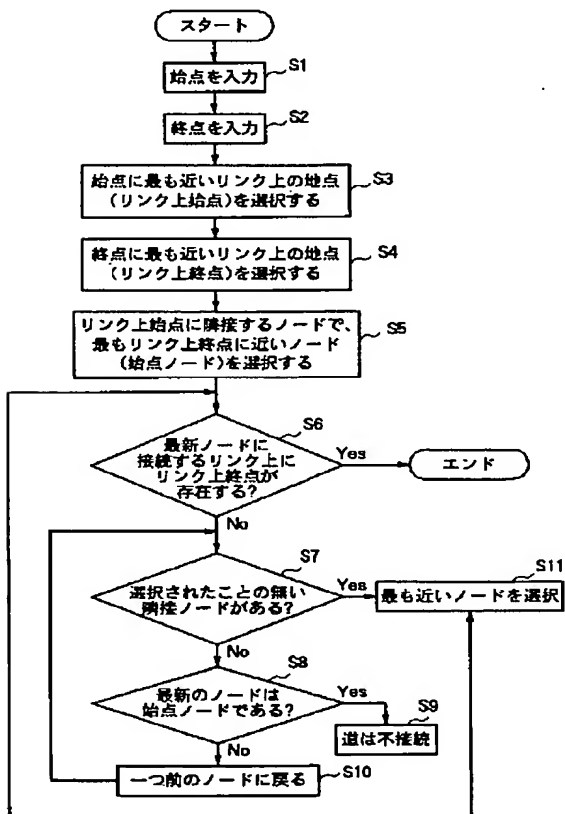 スタート
始点を入力
S1
終点を入力
S2
始点に最も近いリンク上の地点
(リンク上始点)を選択する
S3
終点に最も近いリンク上の地点
(リンク上終点)を選択する
S4
リンク上始点に隣接するノードで、
最もリンク上終点に近いノード
(始点ノード)を選択する
S5
最新ノードに
接続するリンク上に
リンク上終点が
存在する?
S6
Yes
エンド
No
選択されたことの無い
隣接ノードがある?
S7
Yes
最も近いノードを選択
S11
No
最新のノードは
始点ノードである?
S8
Yes
道は不接続
S9
No
一つ前のノードに戻る
S10